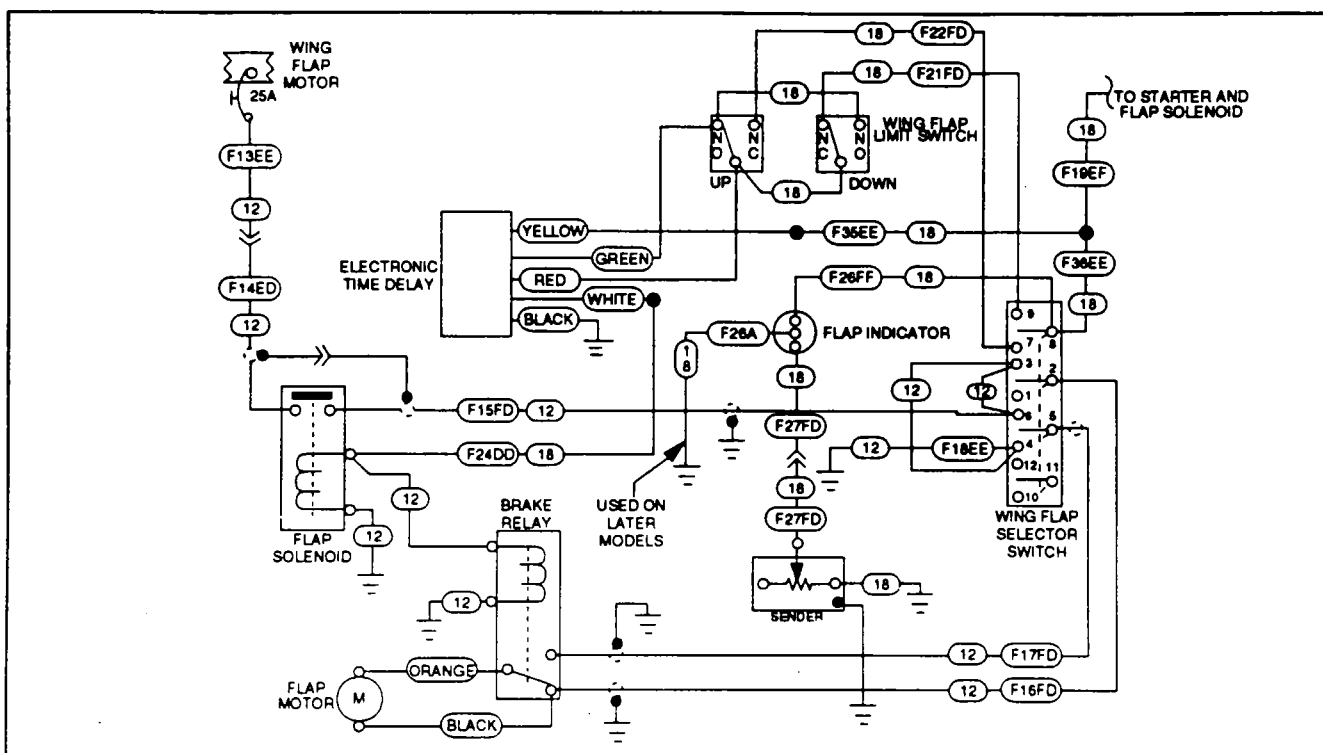 WING
FLAP
MOTOR
25A
F13EE
12
F14ED
12
18
F22FD
18
F21FD
18
TO STARTER AND
FLAP SOLENOID
18
F19EF
N
O
N
C
UP
N
C
N
O
DOWN
WING FLAP
LIMIT SWITCH
18
ELECTRONIC
TIME DELAY
YELLOW
GREEN
RED
WHITE
BLACK
F35EE
18
F36EE
18
F26FF
18
FLAP INDICATOR
F26A
18
18
F27FD
18
F27FD
SENDER
18
9
8
7
3
2
1
6
5
4
12
11
10
12
12
WING FLAP
SELECTOR
SWITCH
12
F18EE
F15FD
12
F24DD
18
12
12
FLAP
SOLENOID
USED ON
LATER
MODELS
BRAKE
RELAY
12
ORANGE
BLACK
FLAP
MOTOR
M
12
F17FD
12
F16FD